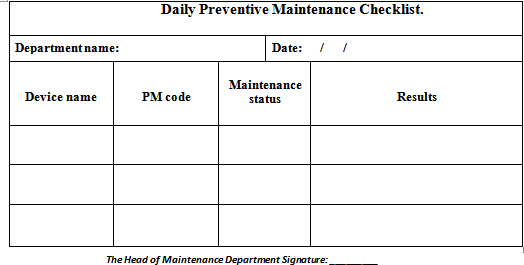 Daily Preventive Maintenance Checklist.
Department name:
Date: / /
Device name
PM code
Maintenance
status
Results
The Head of Maintenance Department Signature: _________